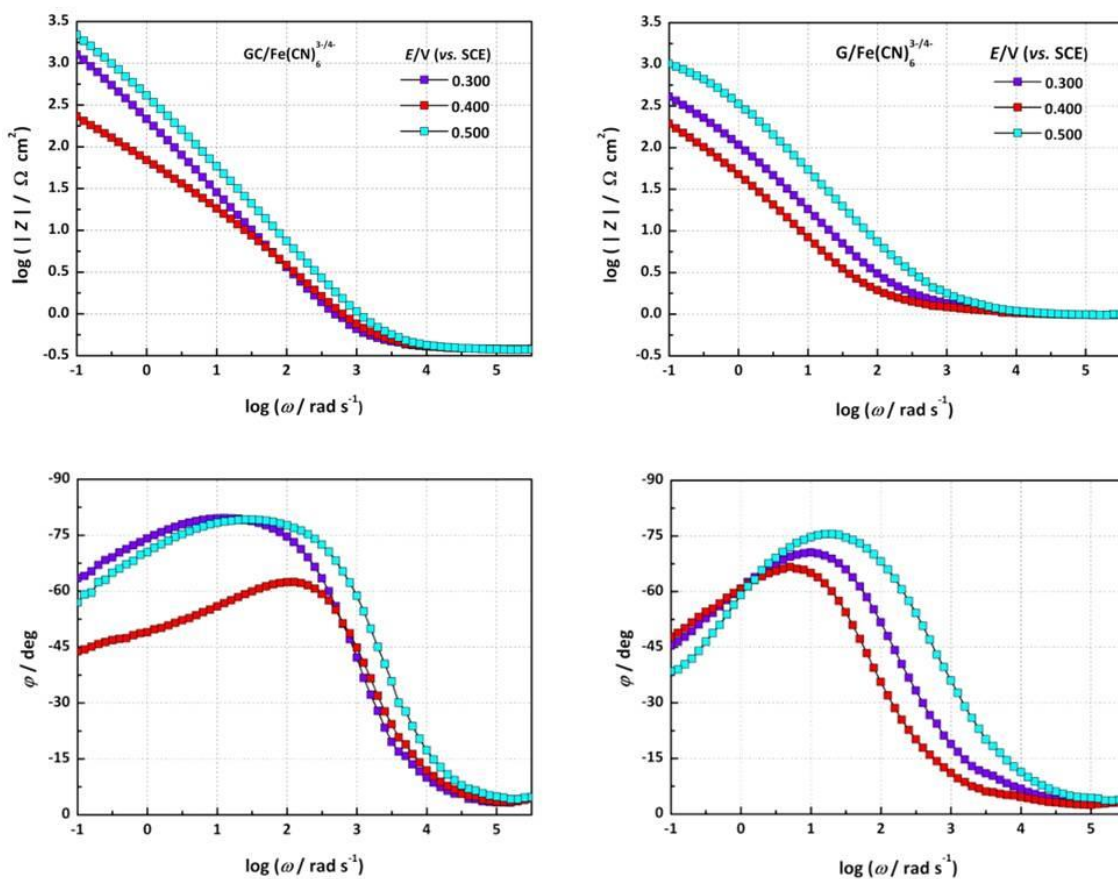 3.5
3.0
2.5
2.0
1.5
1.0
0.5
0.0
-0.5
log (|Z| / Ω cm²)
GC/Fe(CN)₆³⁻/⁴⁻
E/V (vs. SCE)
0.300
0.400
0.500
-1 0 1 2 3 4 5
log (ω / rad s⁻¹)
3.5
3.0
2.5
2.0
1.5
1.0
0.5
0.0
-0.5
log (|Z| / Ω cm²)
G/Fe(CN)₆³⁻/⁴⁻
E/V (vs. SCE)
0.300
0.400
0.500
-1 0 1 2 3 4 5
log (ω / rad s⁻¹)
-90
-75
-60
-45
-30
-15
0
φ / deg
-1 0 1 2 3 4 5
log (ω / rad s⁻¹)
-90
-75
-60
-45
-30
-15
0
φ / deg
-1 0 1 2 3 4 5
log (ω / rad s⁻¹)